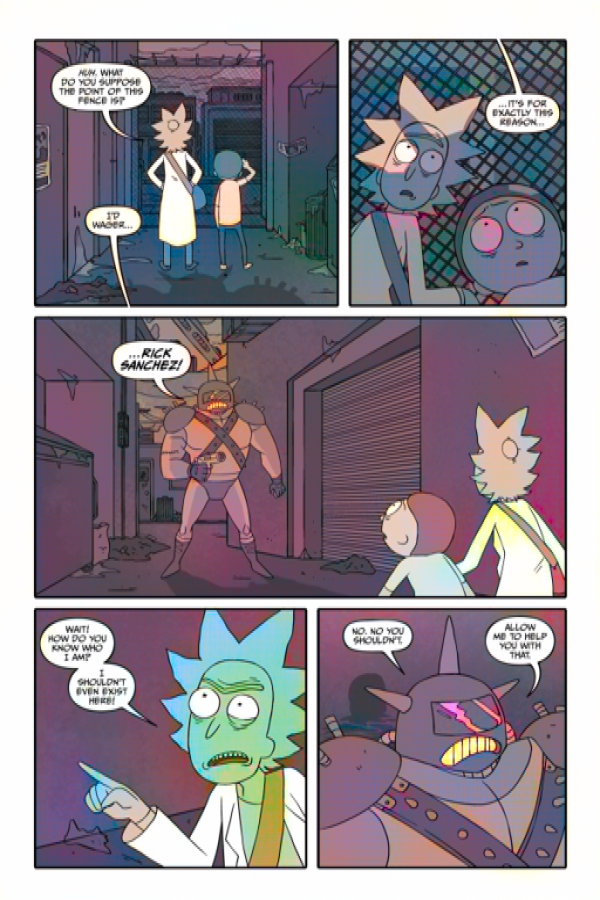 HUH. WHAT
DO YOU SUPPOSE
THE POINT OF THIS
FENCE IS?
I'D
WAGER...
...IT'S FOR
EXACTLY THIS
REASON...
...RICK
SANCHEZ!
WAIT!
HOW DO YOU
KNOW WHO
I AM?
I
SHOULDN'T
EVEN EXIST
HERE!
NO. NO YOU
SHOULDN'T.
ALLOW
ME TO HELP
YOU WITH
THAT.